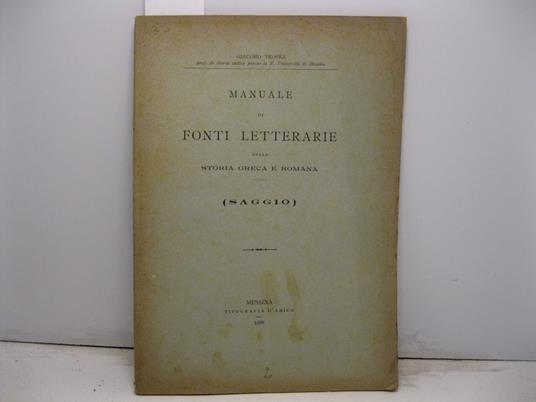 GIACOMO TROPEA
prof. di Storia antica presso la R. Università di Messina
MANUALE
DI
FONTI LETTERARIE
DELLA
STORIA GRECA E ROMANA
(SAGGIO)
MESSINA
TIPOGRAFIA D'AMICO
2